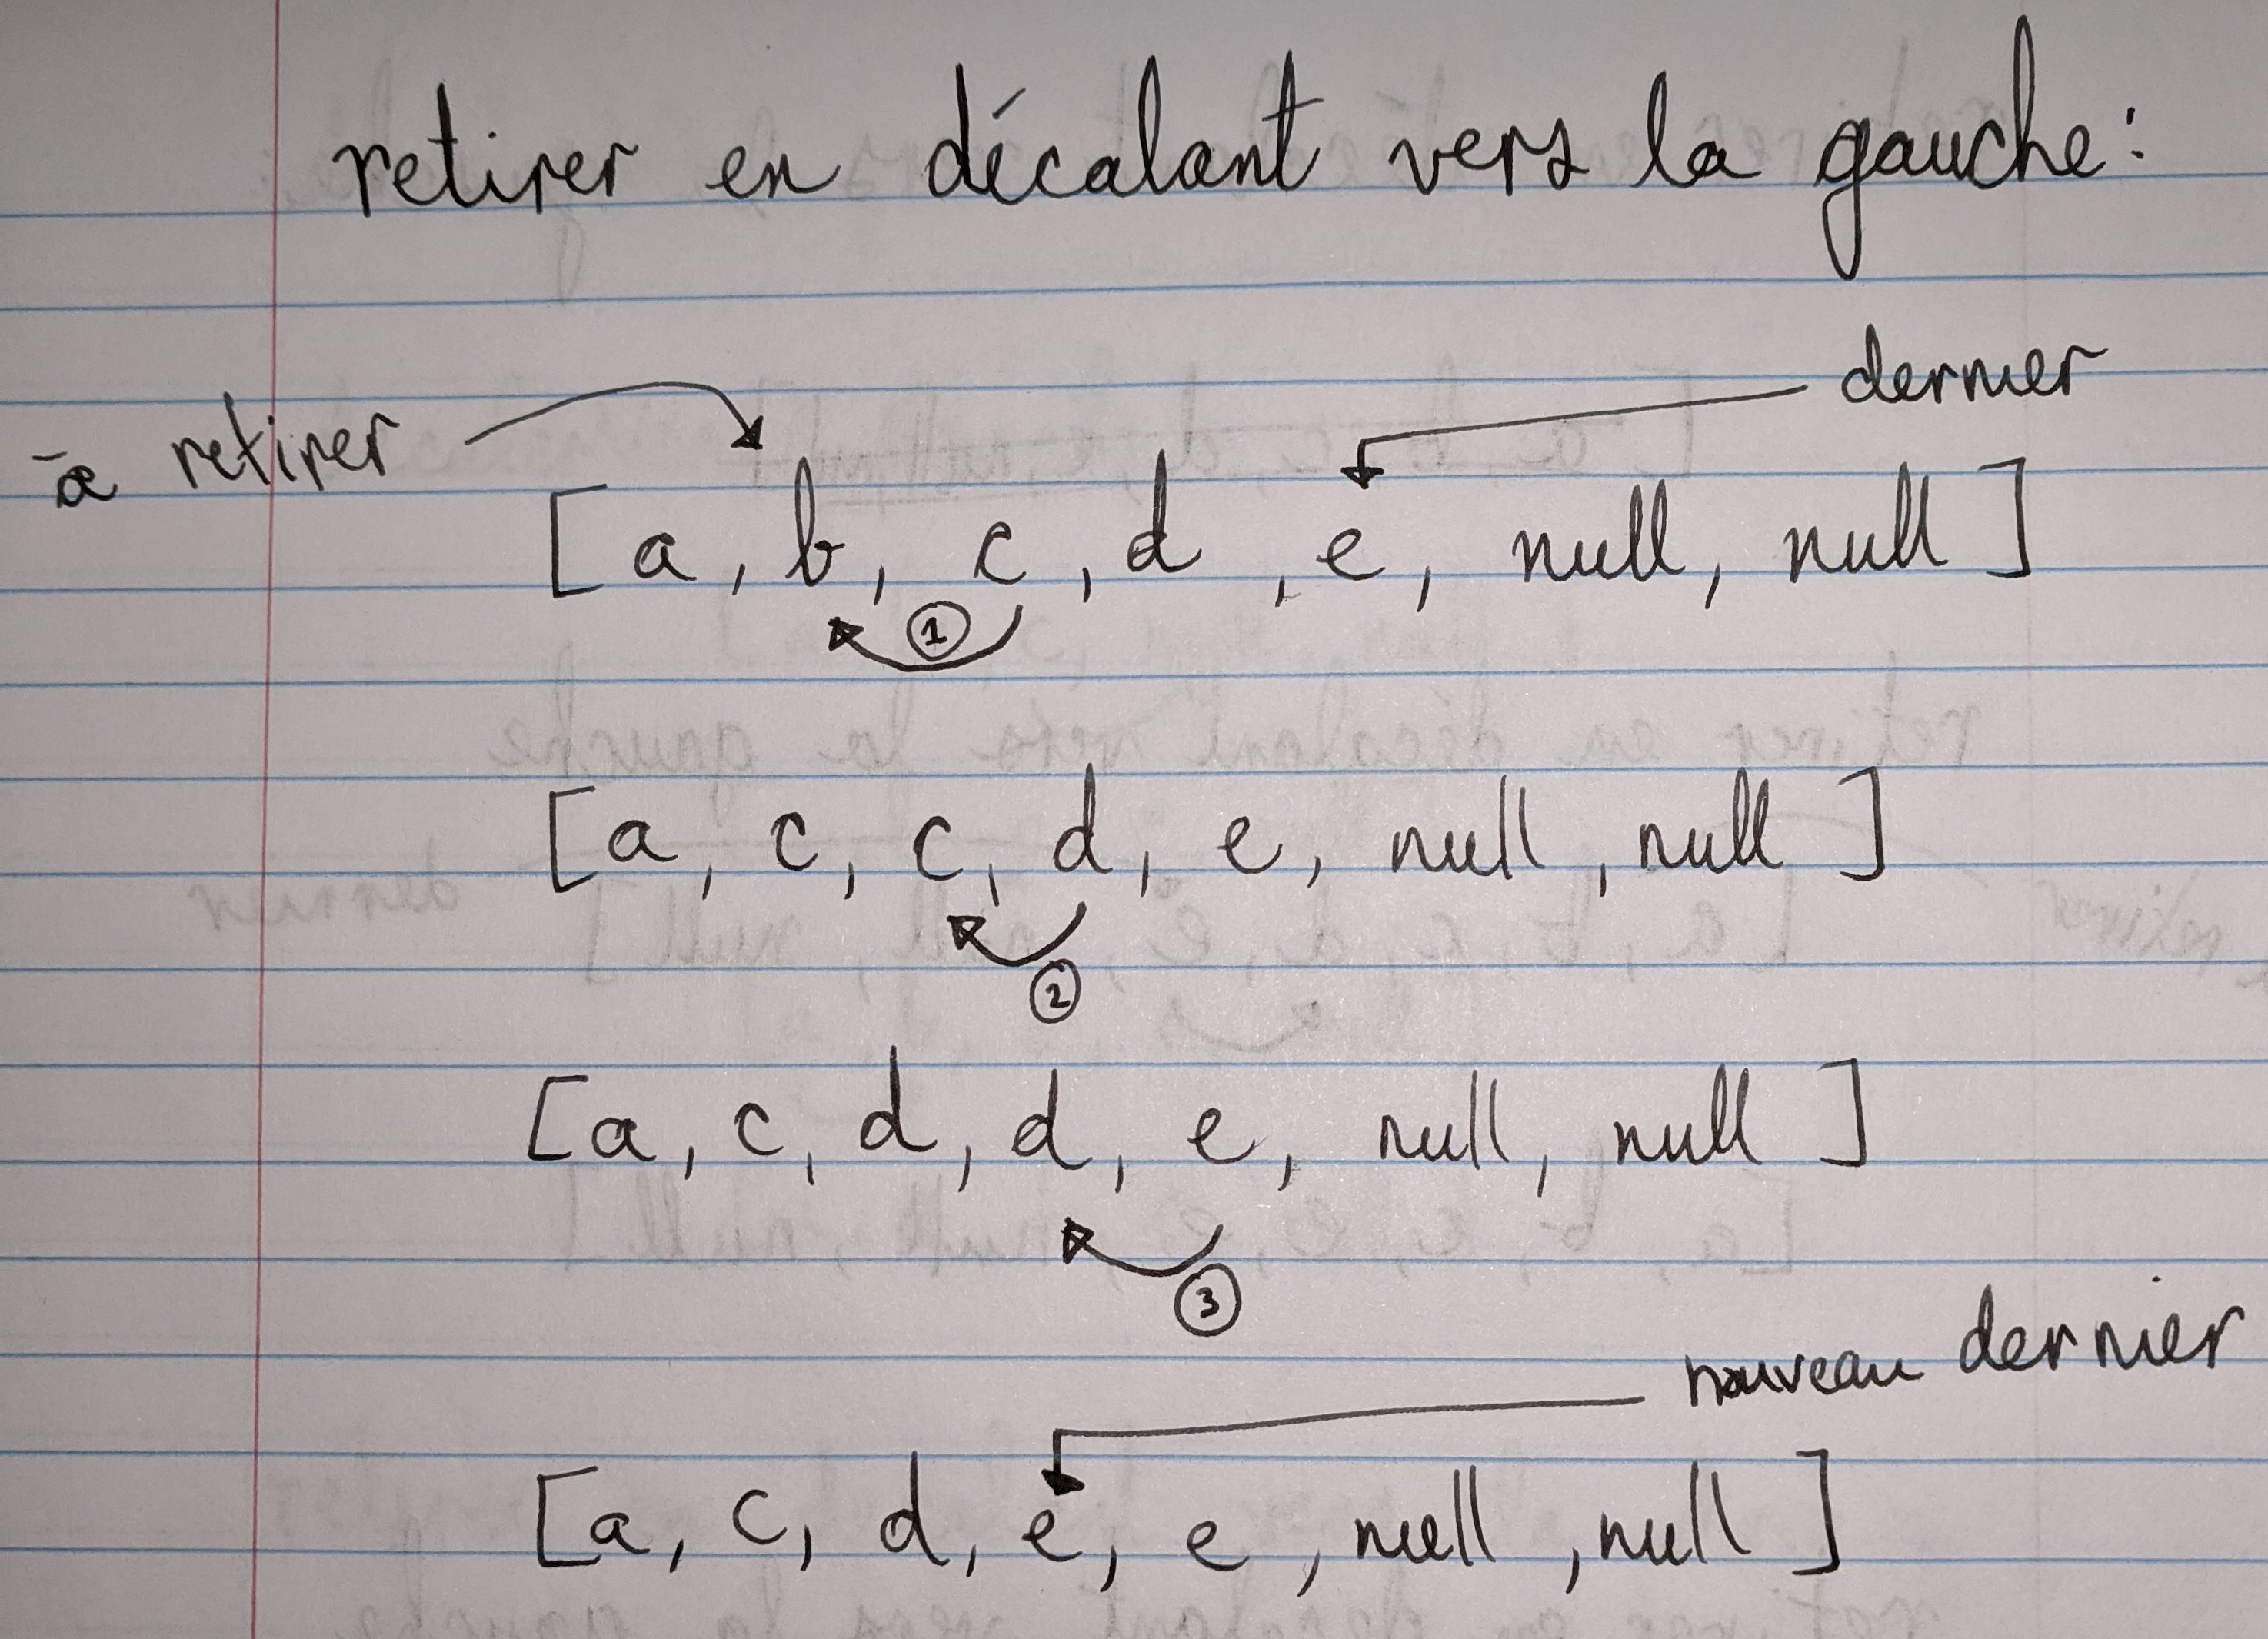 retirer en décalant vers la gauche:
dernier
à retirer
[a, b, c, d, e, null, null]
1
[a, c, c, d, e, null, null]
2
[a, c, d, d, e, null, null]
3
nouveau dernier
[a, c, d, e, e, null, null]